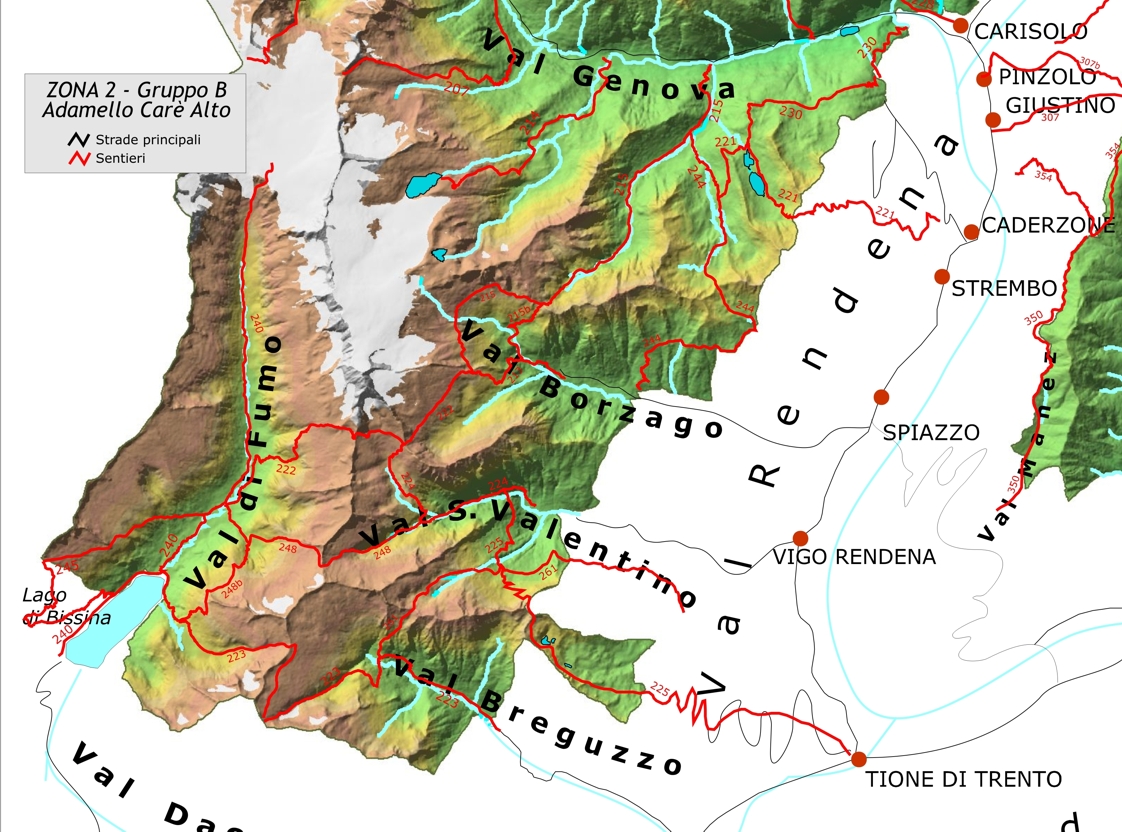 ZONA 2 - Gruppo B
Adamello Carè Alto
Strade principali
Sentieri
Val Genova
CARISOLO
PINZOLO
GIUSTINO
CADERZONE
STREMBO
SPIAZZO
VIGO RENDENA
TIONE DI TRENTO
Val Rendena
Val Manez
Val Borzago
Val di Fumo
Val S. Valentino
Val Breguzzo
Lago
di Bissina
Val Dao
d
207
230
230
215
221
221
221
244
244
307b
307
354
354
350
350
240
240
240
222
248
248
248b
223
223
225
225
261
215b